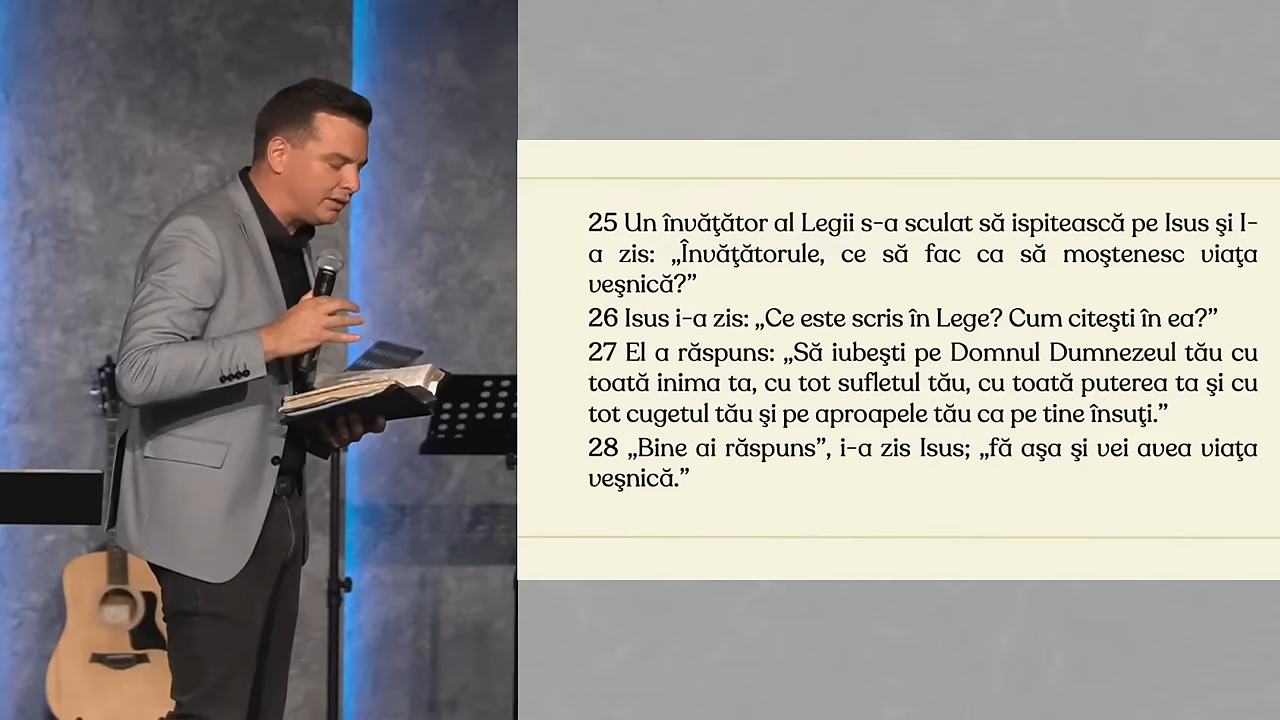 25 Un învăţător al Legii s-a sculat să ispitească pe Isus şi I-
a zis: „Învăţătorule, ce să fac ca să moştenesc viaţa
veşnică?”
26 Isus i-a zis: „Ce este scris în Lege? Cum citeşti în ea?”
27 El a răspuns: „Să iubeşti pe Domnul Dumnezeul tău cu
toată inima ta, cu tot sufletul tău, cu toată puterea ta şi cu
tot cugetul tău şi pe aproapele tău ca pe tine însuţi.”
28 „Bine ai răspuns”, i-a zis Isus; „fă aşa şi vei avea viaţa
veşnică.”